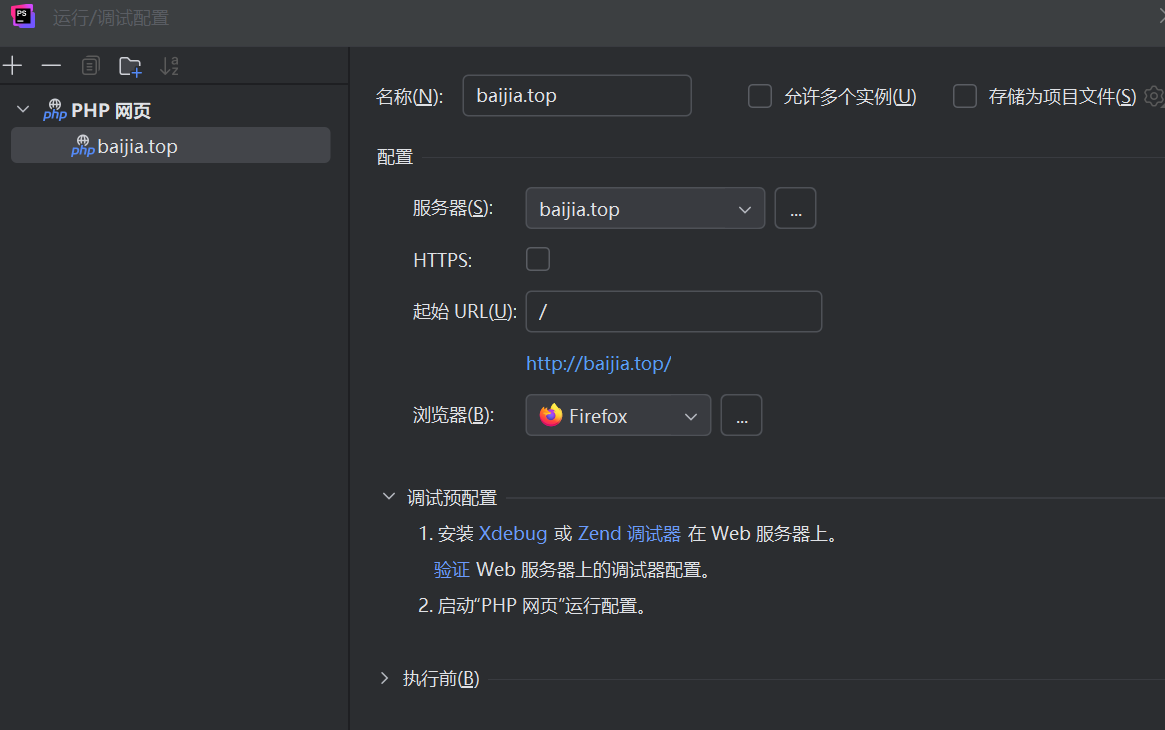 PS
运行/调试配置
PHP 网页
php baijia.top
名称(N): baijia.top 允许多个实例(U) 存储为项目文件(S)
配置
服务器(S): baijia.top ...
HTTPS:
起始 URL(U): /
http://baijia.top/
浏览器(B): Firefox ...
调试预配置
1. 安装 Xdebug 或 Zend 调试器 在 Web 服务器上。
验证 Web 服务器上的调试器配置。
2. 启动“PHP 网页”运行配置。
执行前(B)